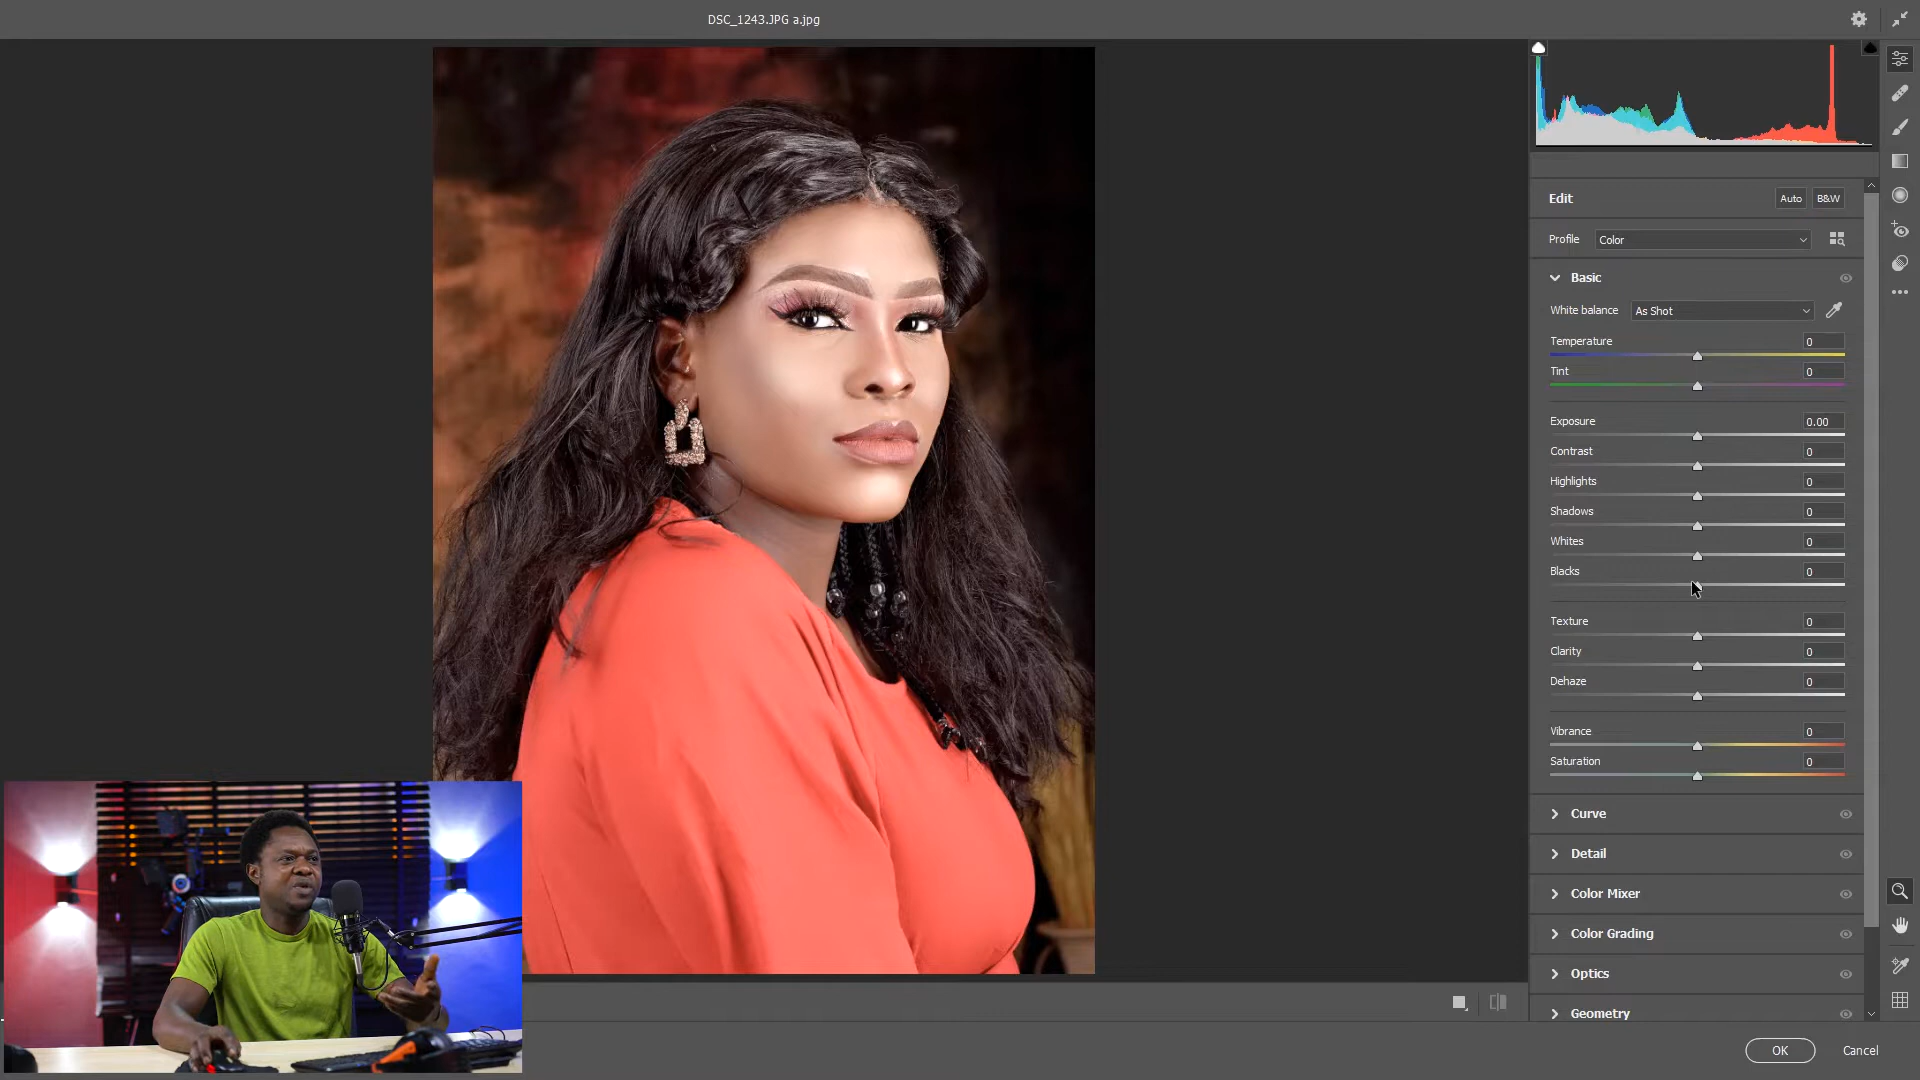 DSC_1243.JPG a.jpg
Edit
Auto
B&W
Profile
Color
Basic
White balance
As Shot
Temperature
0
Tint
0
Exposure
0.00
Contrast
0
Highlights
0
Shadows
0
Whites
0
Blacks
0
Texture
0
Clarity
0
Dehaze
0
Vibrance
0
Saturation
0
Curve
Detail
Color Mixer
Color Grading
Optics
Geometry
OK
Cancel